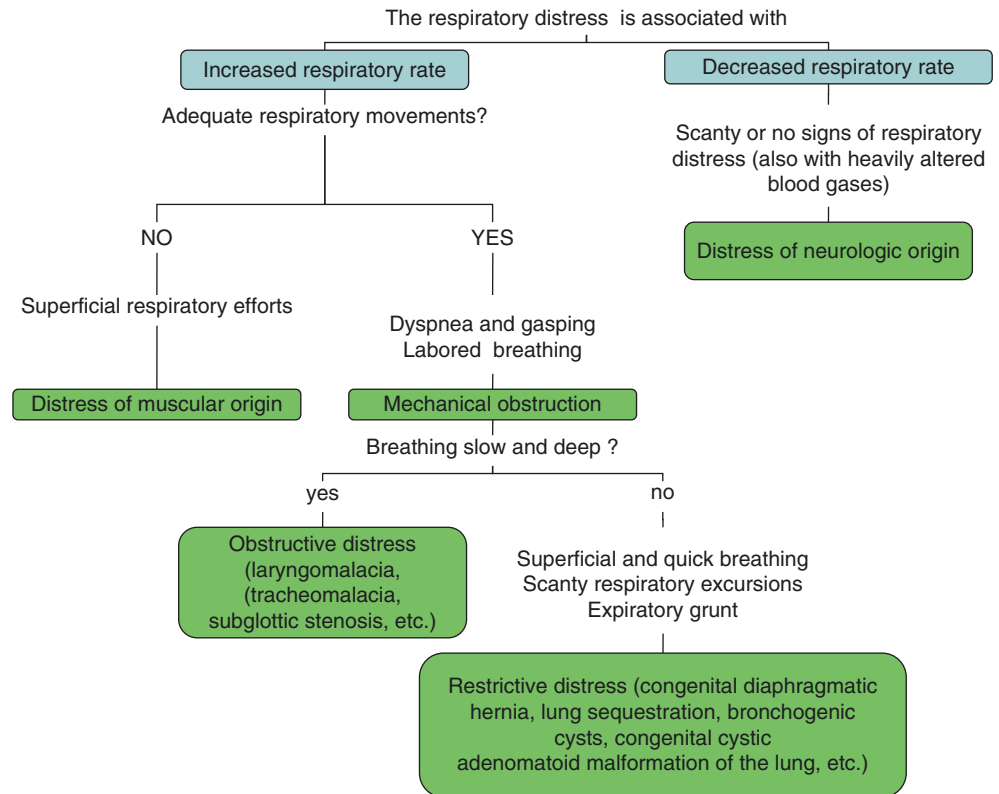 The respiratory distress is associated with
Increased respiratory rate
Decreased respiratory rate
Adequate respiratory movements?
Scanty or no signs of respiratory
distress (also with heavily altered
blood gases)
NO
YES
Distress of neurologic origin
Superficial respiratory efforts
Dyspnea and gasping
Labored breathing
Distress of muscular origin
Mechanical obstruction
Breathing slow and deep ?
yes
no
Obstructive distress
(laryngomalacia,
(tracheomalacia,
subglottic stenosis, etc.)
Superficial and quick breathing
Scanty respiratory excursions
Expiratory grunt
Restrictive distress (congenital diaphragmatic
hernia, lung sequestration, bronchogenic
cysts, congenital cystic
adenomatoid malformation of the lung, etc.)